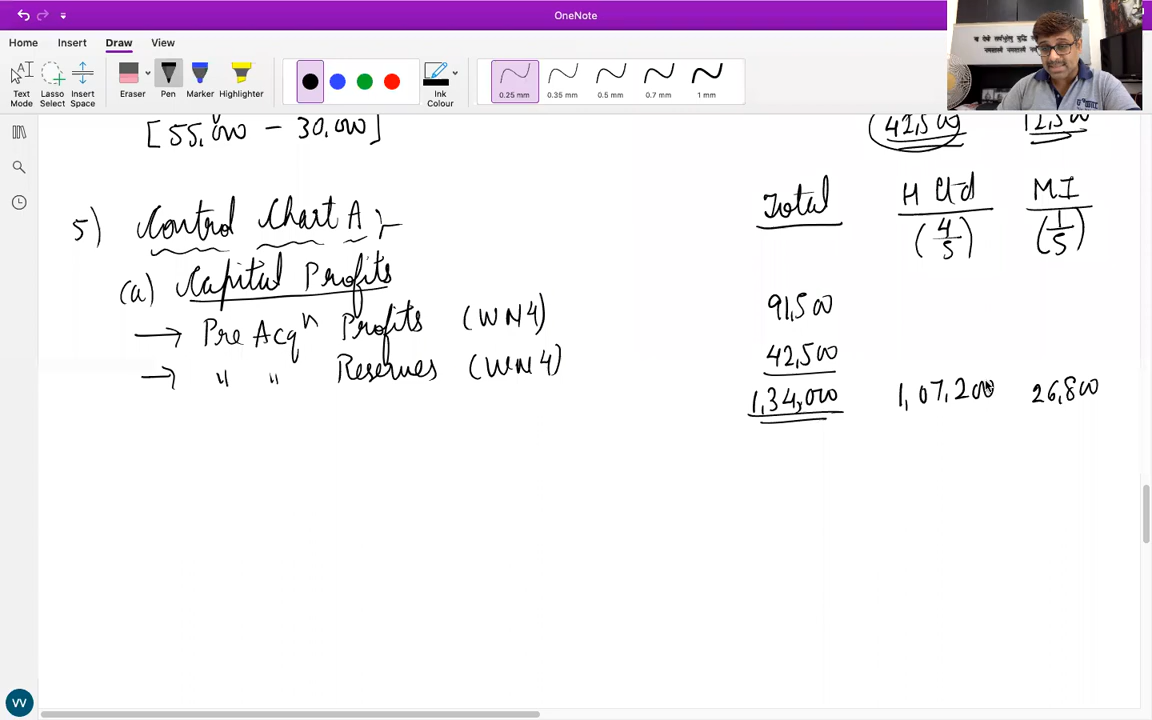 OneNote
Home Insert Draw View
Text Mode Lasso Select Insert Space Eraser Pen Marker Highlighter Ink Colour 0.25 mm 0.35 mm 0.5 mm 0.7 mm 1 mm
[55,000 - 30,000] 42,500 12,500
5) Control Chart A :- Total H Ltd MI
(4/5) (1/5)
(a) Capital Profits
→ Pre Acqn Profits (WN4) 91,500
→ " " Reserves (WN4) 42,500
1,34,000 1,07,200 26,800
VV